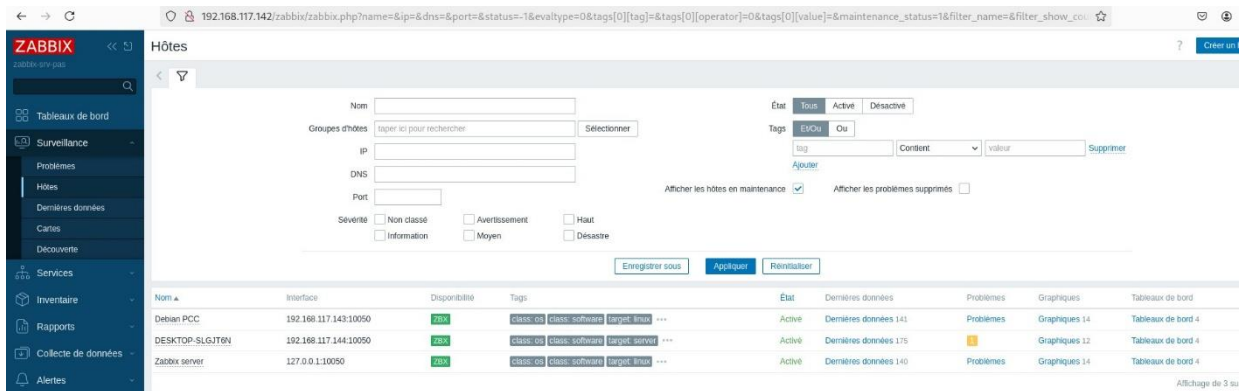 192.168.117.142/zabbix/zabbix.php?name=&ip=&dns=&port=&status=-1&evaltype=0&tags[0][tag]=&tags[0][operator]=0&tags[0][value]=&maintenance_status=1&filter_name=&filter_show_cou
ZABBIX
zabbix-srv-pas
Hôtes
?
Créer un
Tableaux de bord
Surveillance
Problèmes
Hôtes
Dernières données
Cartes
Découverte
Services
Inventaire
Rapports
Collecte de données
Alertes
Nom
Groupes d'hôtes taper ici pour rechercher Sélectionner
IP
DNS
Port
Sévérité Non classé Avertissement Haut
Information Moyen Désastre
État Tous Activé Désactivé
Tags Et/Ou Ou
tag Contient valeur Supprimer
Ajouter
Afficher les hôtes en maintenance Afficher les problèmes supprimés
Enregistrer sous Appliquer Réinitialiser
Nom Interface Disponibilité Tags État Dernières données Problèmes Graphiques Tableaux de bord
Debian PCC 192.168.117.143:10050 ZBX class: os class: software target: linux ••• Activé Dernières données 141 Problèmes Graphiques 14 Tableaux de bord 4
DESKTOP-SLGJT6N 192.168.117.144:10050 ZBX class: os class: software target: server ••• Activé Dernières données 175 1 Graphiques 12 Tableaux de bord 4
Zabbix server 127.0.0.1:10050 ZBX class: os class: software target: linux ••• Activé Dernières données 140 Problèmes Graphiques 14 Tableaux de bord 4
Affichage de 3 su